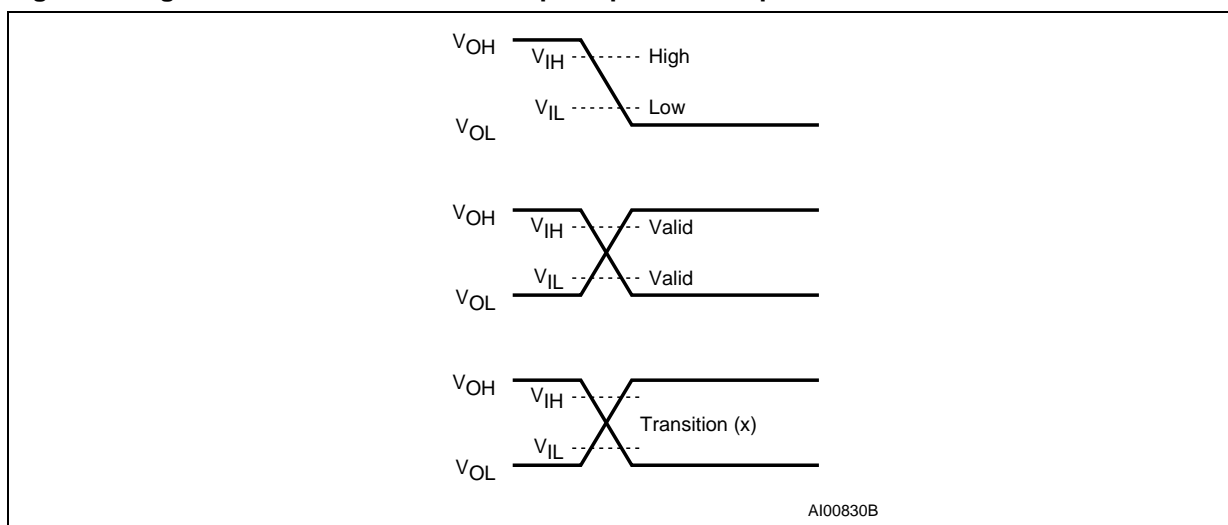 VOH
VIH High
VIL Low
VOL
VOH
VIH Valid
VIL Valid
VOL
VOH
VIH
Transition (x)
VIL
VOL
AI00830B